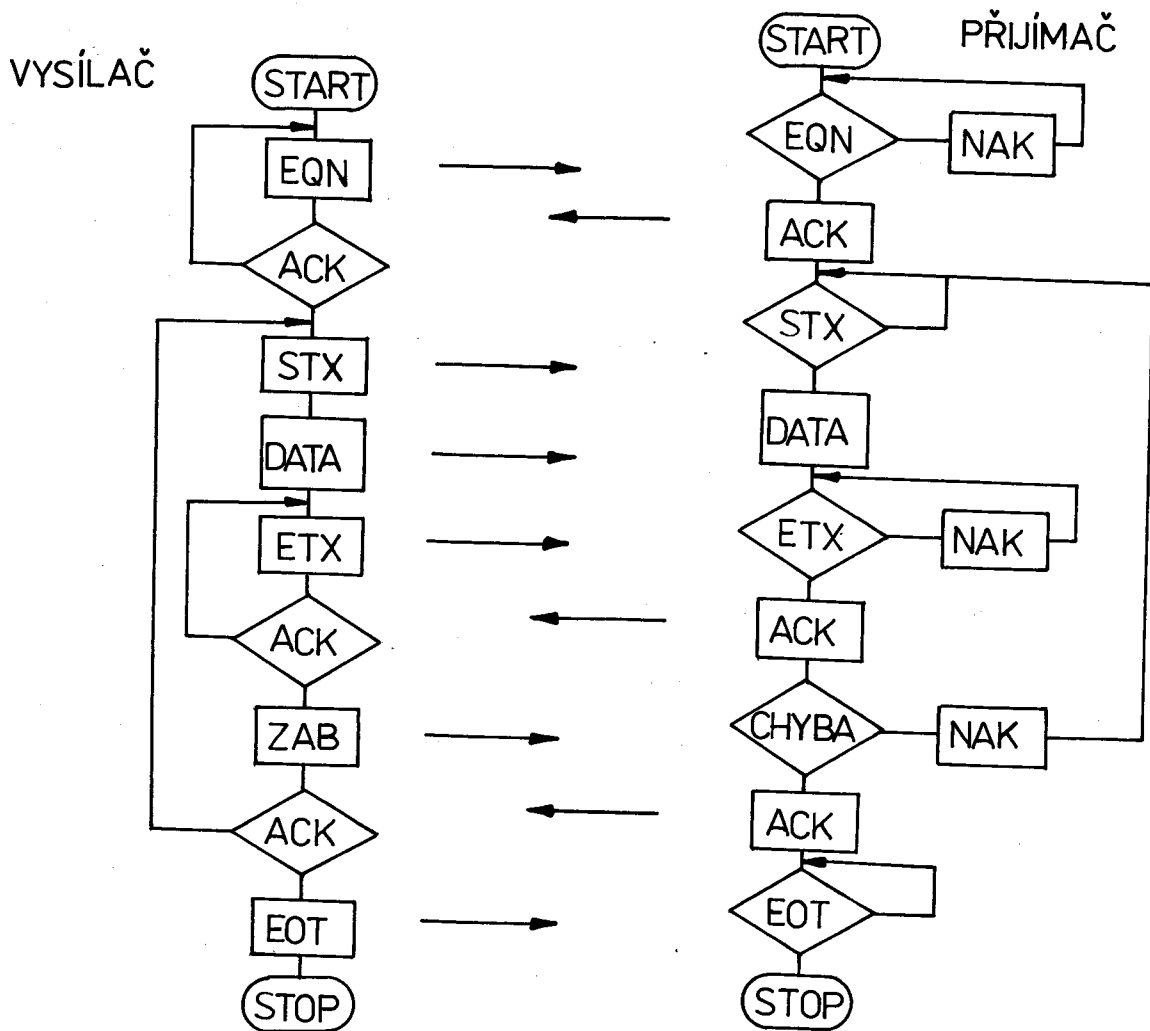 VYSÍLAČ
START
EQN
ACK
STX
DATA
ETX
ACK
ZAB
ACK
EOT
STOP
PŘIJÍMAČ
START
EQN
NAK
ACK
STX
DATA
ETX
NAK
ACK
CHYBA
NAK
ACK
EOT
STOP